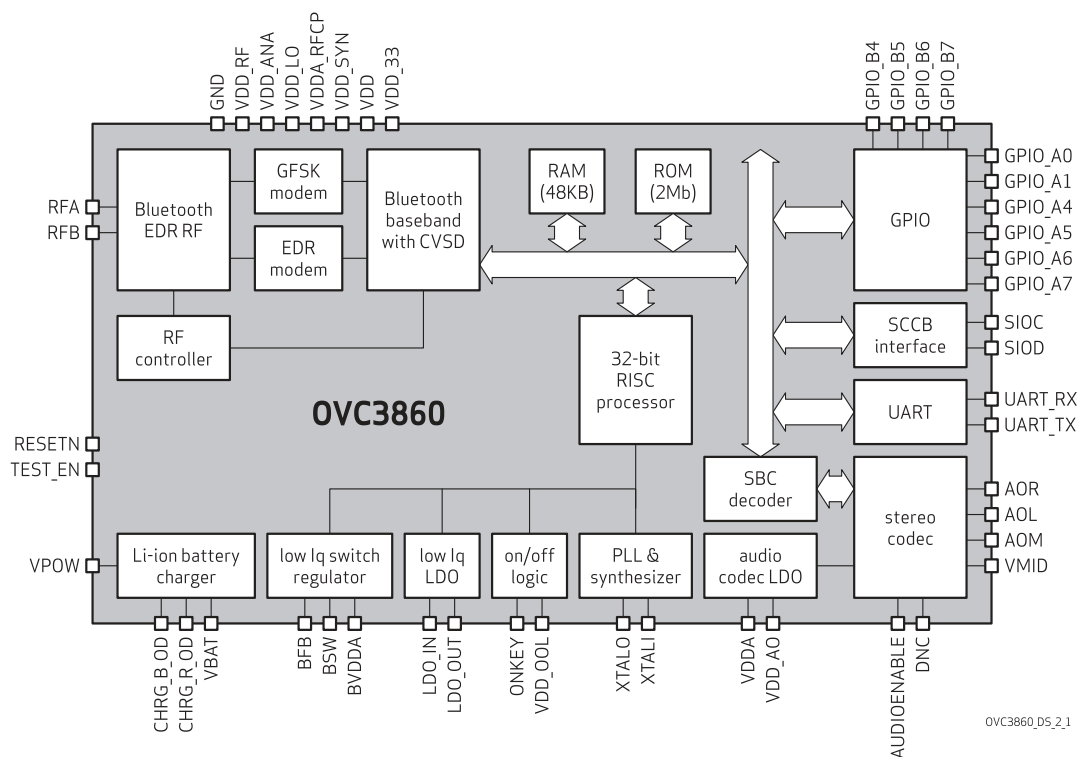 GND
VDD_RF
VDD_ANA
VDD_LO
VDDA_RFCP
VDD_SYN
VDD
VDD_33
GPIO_B4
GPIO_B5
GPIO_B6
GPIO_B7
RFA
RFB
RESETN
TEST_EN
VPOW
Bluetooth
EDR RF
GFSK
modem
EDR
modem
Bluetooth
baseband
with CVSD
RF
controller
RAM
(48KB)
ROM
(2Mb)
32-bit
RISC
processor
OVC3860
GPIO
SCCB
interface
UART
SBC
decoder
stereo
codec
Li-ion battery
charger
low Iq switch
regulator
low Iq
LDO
on/off
logic
PLL &
synthesizer
audio
codec LDO
GPIO_A0
GPIO_A1
GPIO_A4
GPIO_A5
GPIO_A6
GPIO_A7
SIOC
SIOD
UART_RX
UART_TX
AOR
AOL
AOM
VMID
CHRG_B_OD
CHRG_R_OD
VBAT
BFB
BSW
BVDDA
LDO_IN
LDO_OUT
ONKEY
VDD_OOL
XTALO
XTALI
VDDA
VDD_AO
AUDIOENABLE
DNC
OVC3860_DS_2_1